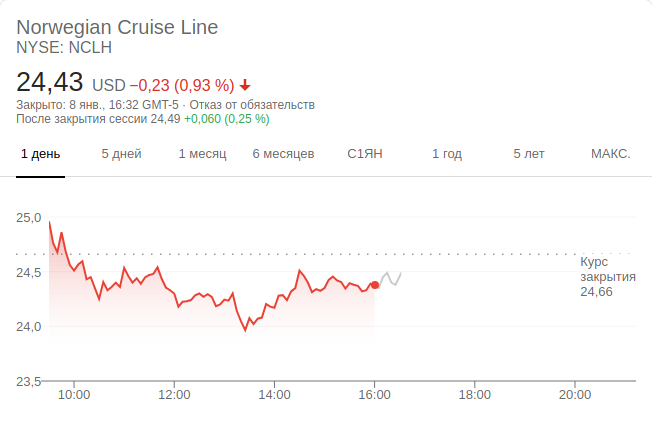 Norwegian Cruise Line
NYSE: NCLH
24,43 USD −0,23 (0,93 %)
Закрыто: 8 янв., 16:32 GMT-5 · Отказ от обязательств
После закрытия сессии 24,49 +0,060 (0,25 %)
1 день 5 дней 1 месяц 6 месяцев С1ЯН 1 год 5 лет МАКС.
25,0
Курс
закрытия
24,66
24,5
24,0
23,5
10:00 12:00 14:00 16:00 18:00 20:00